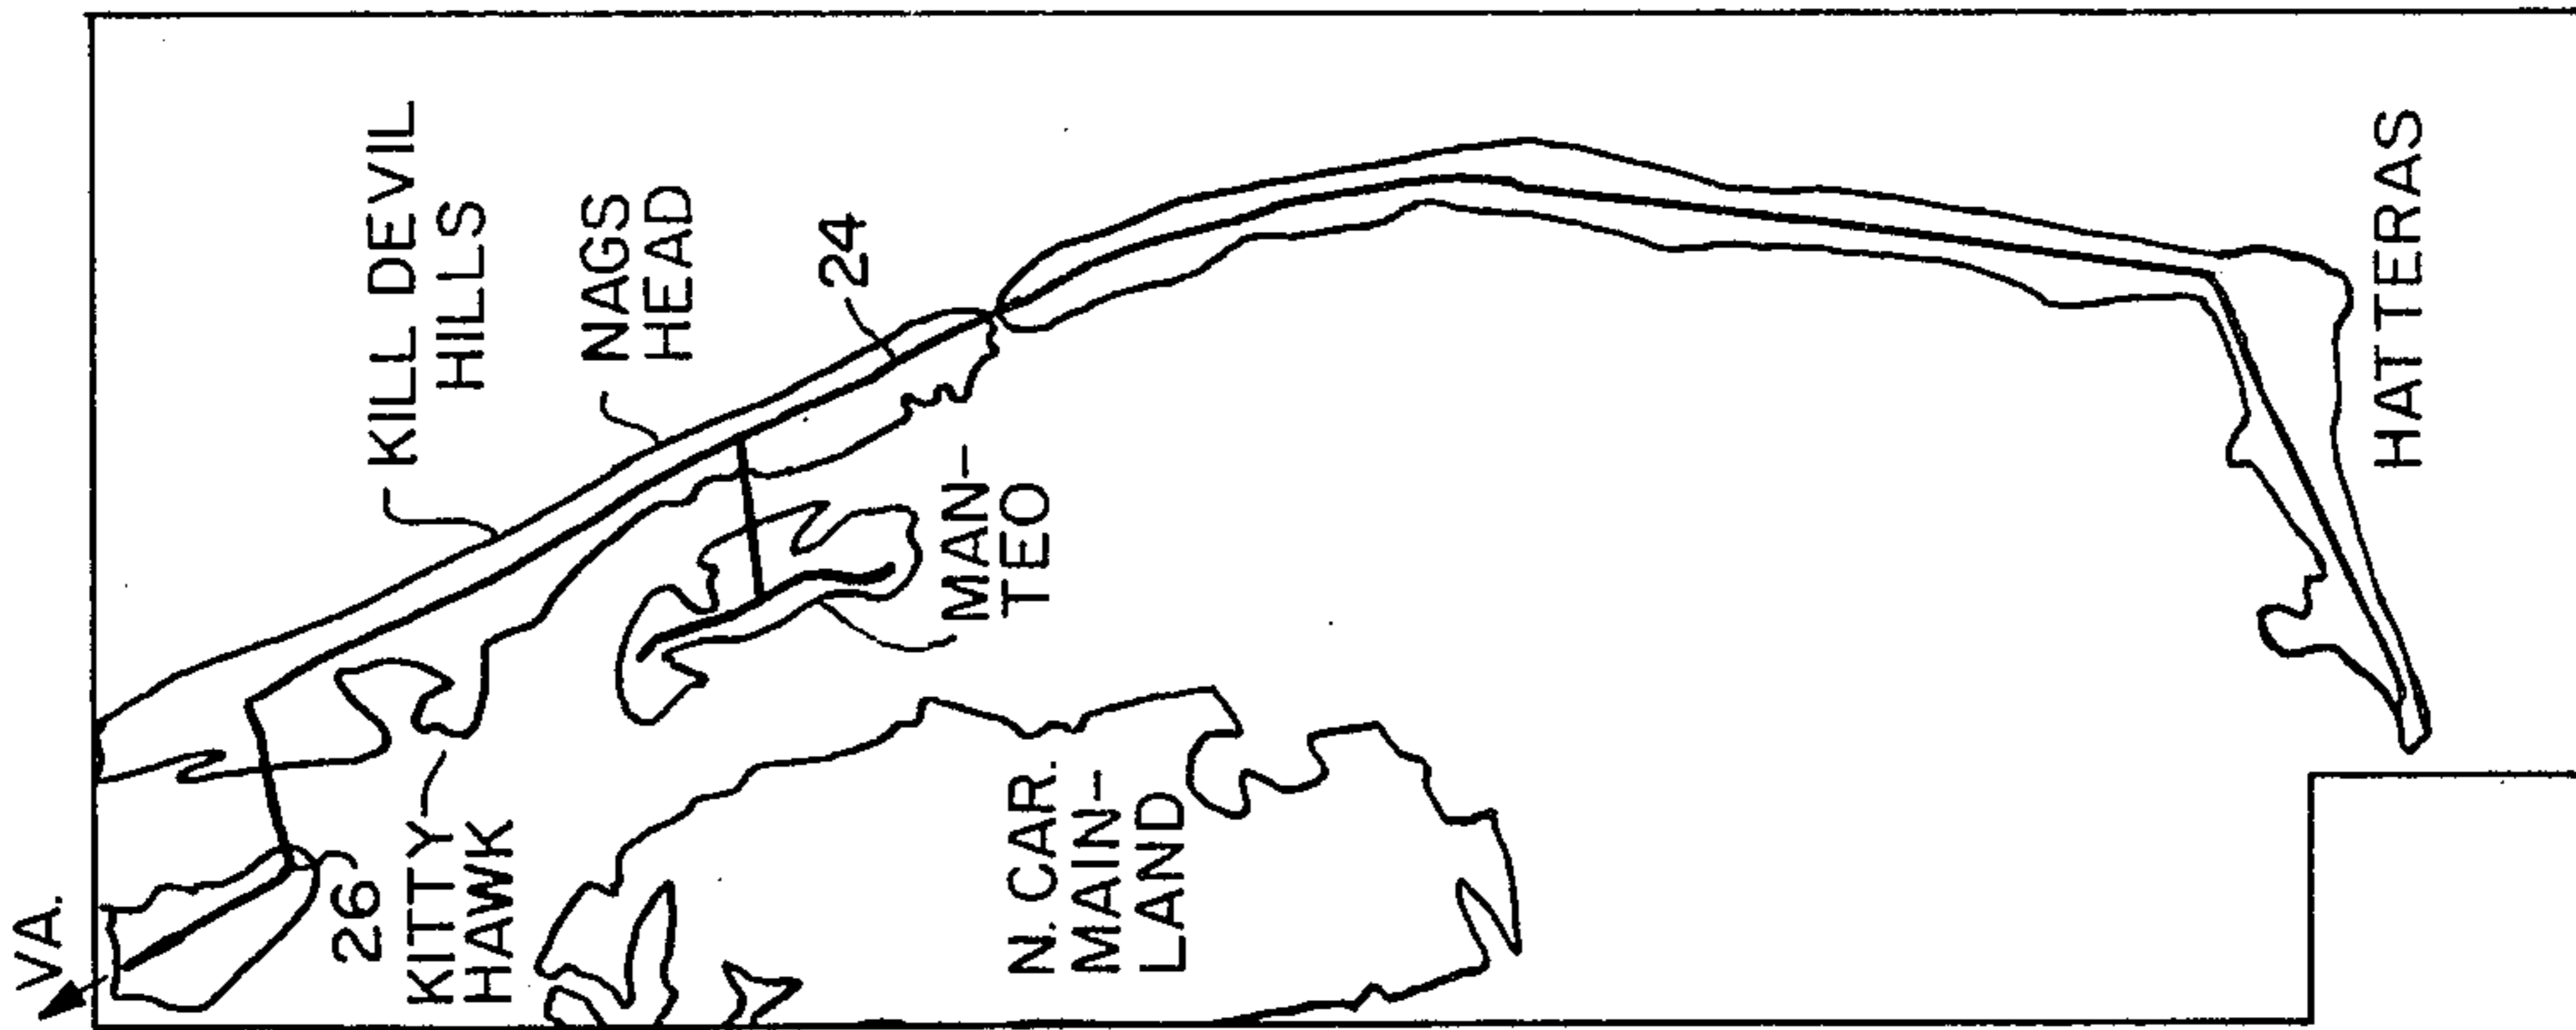 VA.
KILL DEVIL
HILLS
NAGS
HEAD
24
26
KITTY
HAWK
MAN-
TEO
N. CAR.
MAIN-
LAND
HATTERAS